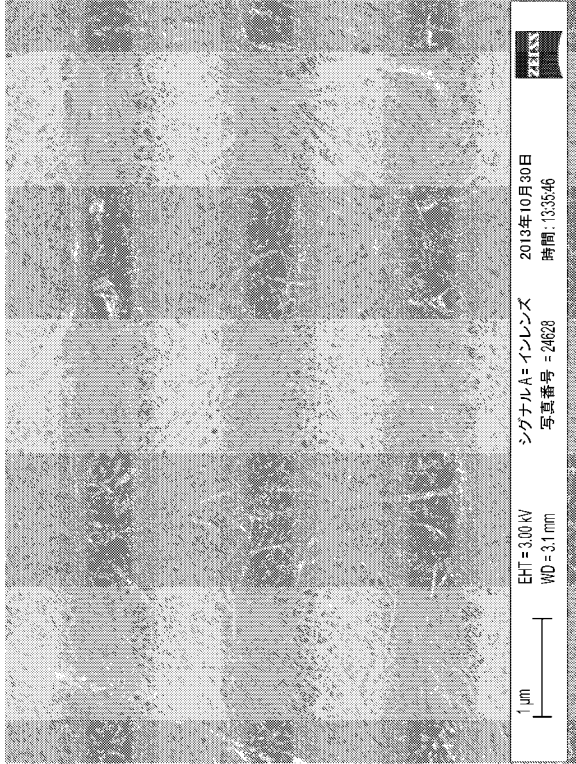 1 μm
EHT = 3.00 kV
WD = 3.1 mm
シグナル A = インレンズ
写真番号 = 24628
2013年10月30日
時間 : 13:35:46
ZEISS